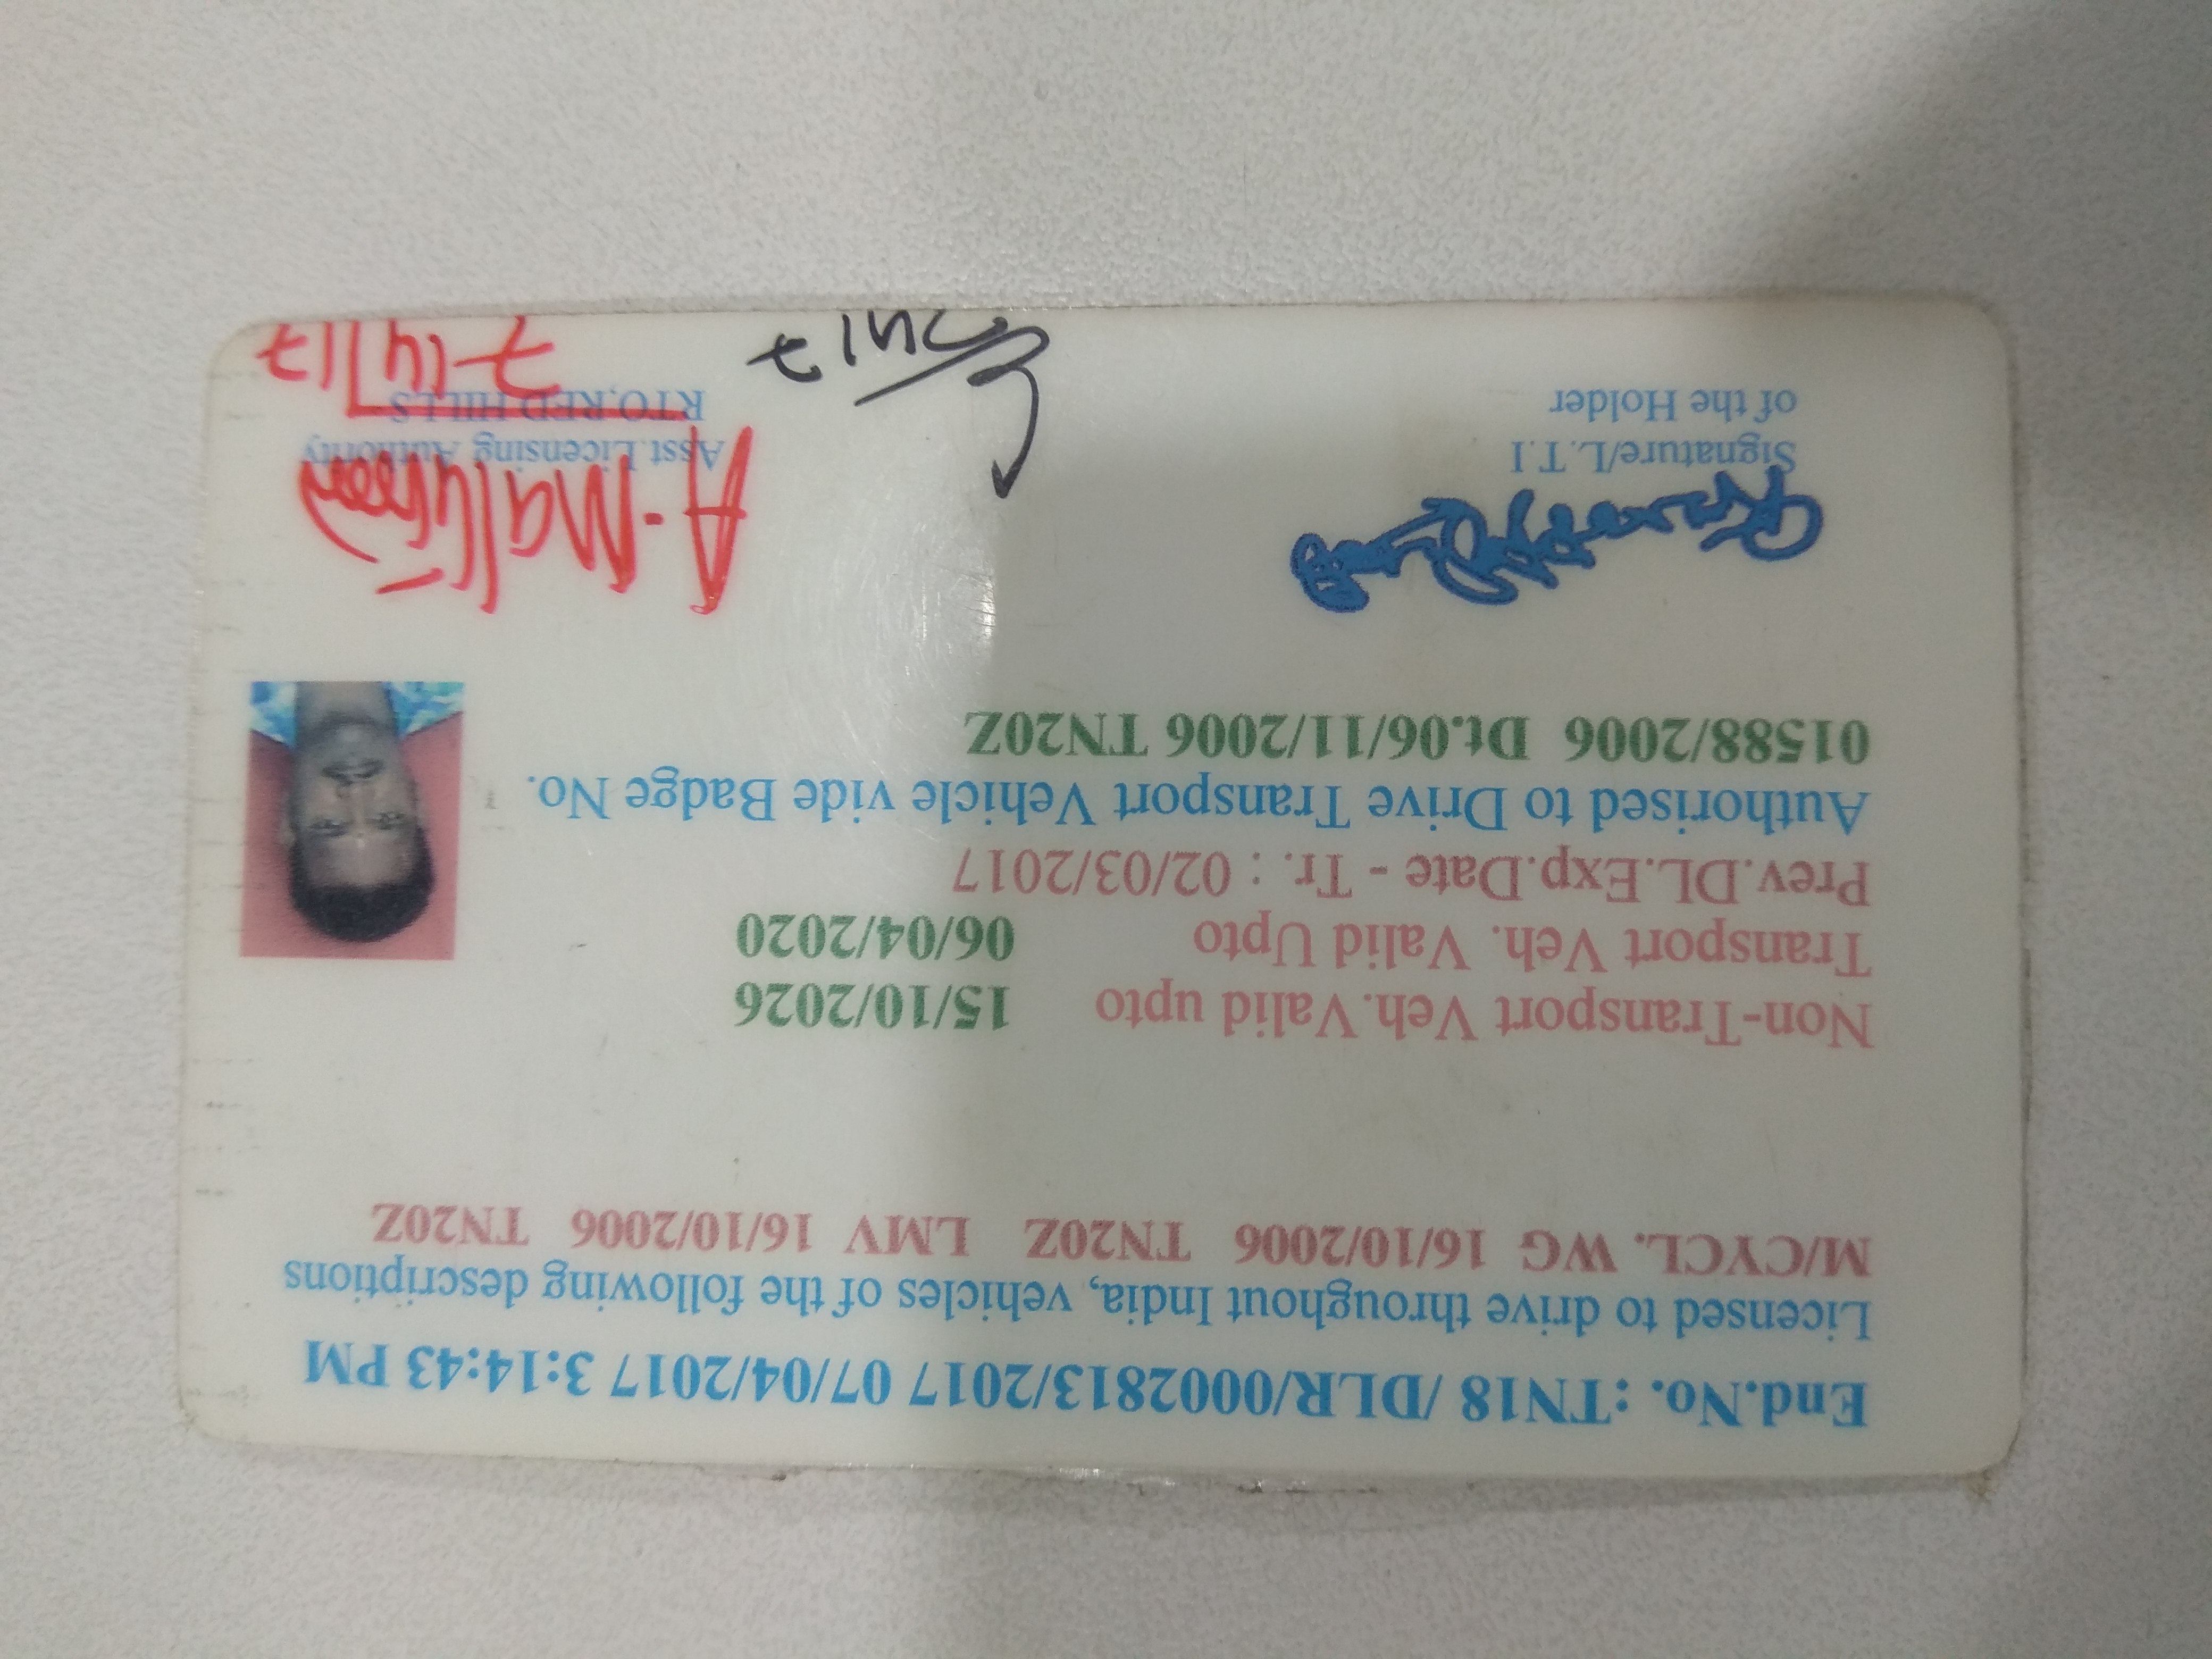 End.No. : TN18 /DLR/0002813/2017 07/04/2017 3:14:43 PM
Licensed to drive throughout India, vehicles of the following descriptions
M/CYCL. WG 16/10/2006 TN20Z LMV 16/10/2006 TN20Z
Non-Transport Veh.Valid upto 15/10/2026
Transport Veh. Valid Upto 06/04/2020
Prev.DL.Exp.Date - Tr. : 02/03/2017
Authorised to Drive Transport Vehicle vide Badge No.
01588/2006 Dt.06/11/2006 TN20Z
Signature/L.T.I
of the Holder
Asst.Licensing Authority
RTO,RED HILLS
7/4/17